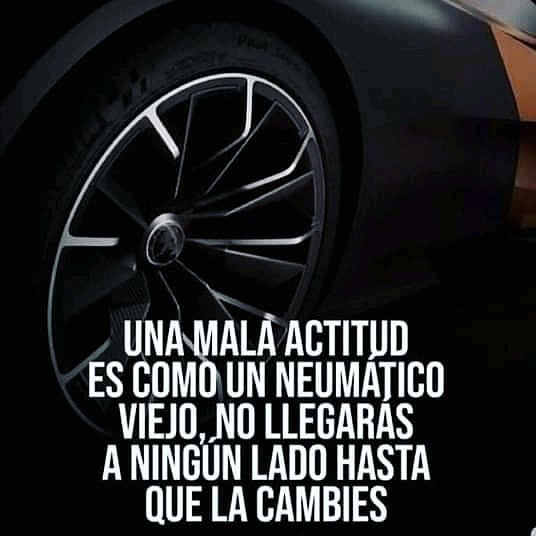 UNA MALA ACTITUD
ES COMO UN NEUMÁTICO
VIEJO, NO LLEGARÁS
A NINGÚN LADO HASTA
QUE LA CAMBIES